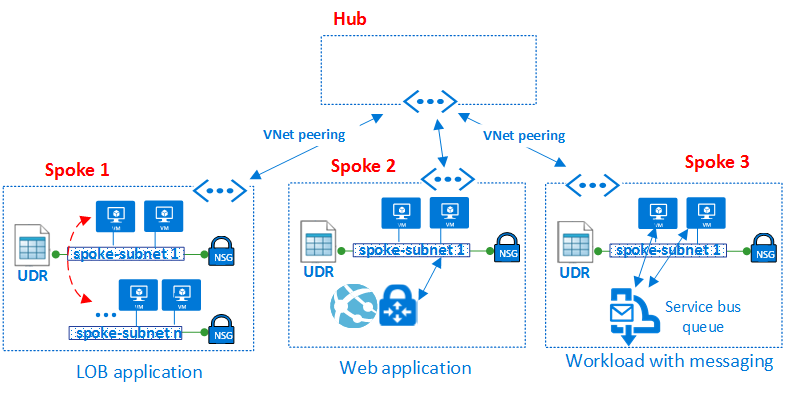 Hub
VNet peering
VNet peering
Spoke 1
Spoke 2
Spoke 3
VM
VM
VM
VM
VM
VM
UDR
spoke-subnet 1
NSG
UDR
spoke-subnet 1
NSG
UDR
spoke-subnet 1
NSG
VM
VM
spoke-subnet n
NSG
Service bus
queue
LOB application
Web application
Workload with messaging